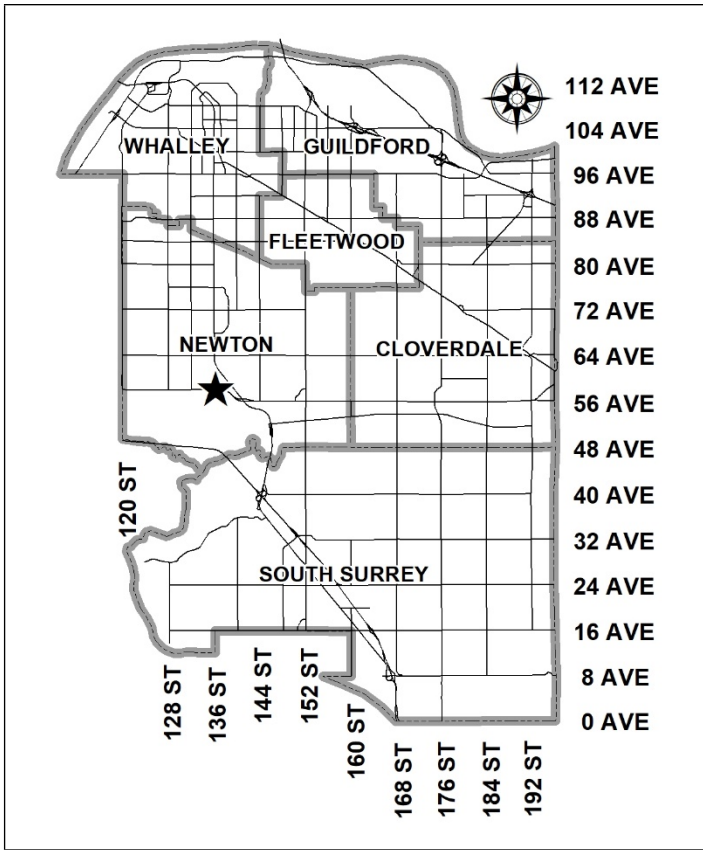 112 AVE
104 AVE
WHALLEY
GUILDFORD
96 AVE
88 AVE
FLEETWOOD
80 AVE
72 AVE
NEWTON
CLOVERDALE
64 AVE
56 AVE
48 AVE
120 ST
40 AVE
32 AVE
SOUTH SURREY
24 AVE
16 AVE
8 AVE
0 AVE
128 ST
136 ST
144 ST
152 ST
160 ST
168 ST
176 ST
184 ST
192 ST